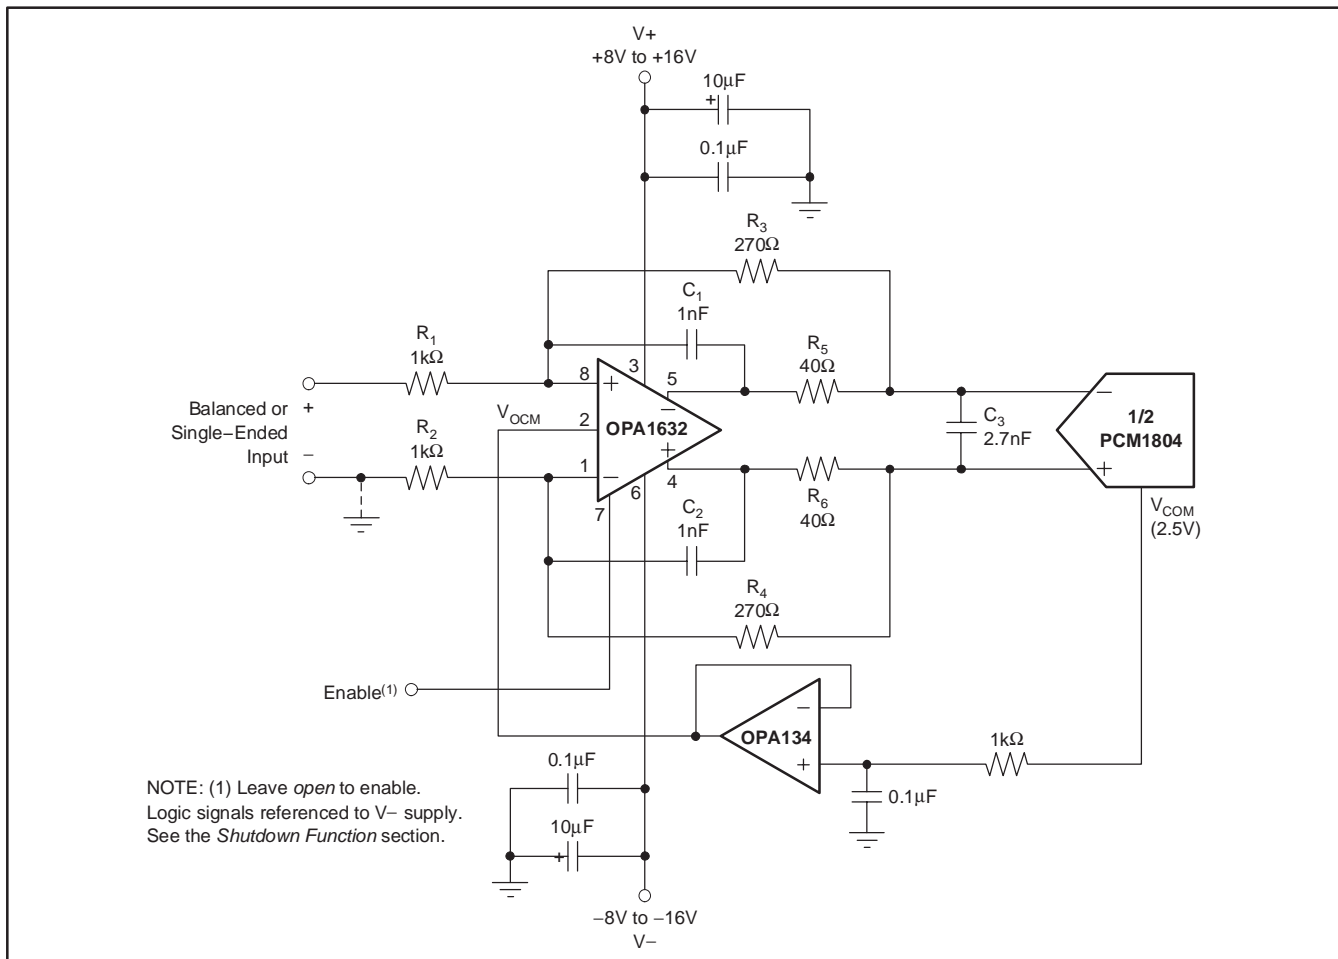 V+
+8V to +16V
10µF
+
0.1µF
R3
270Ω
C1
1nF
R1
1kΩ
R5
40Ω
3
5
8
+
−
Balanced or
Single−Ended
Input
+
−
VOCM
2
OPA1632
C3
2.7nF
−
1/2
PCM1804
+
R2
1kΩ
1
−
+
4
6
7
R6
40Ω
C2
1nF
VCOM
(2.5V)
R4
270Ω
Enable(1)
−
OPA134
+
1kΩ
0.1µF
0.1µF
10µF
+
NOTE: (1) Leave open to enable.
Logic signals referenced to V− supply.
See the Shutdown Function section.
−8V to −16V
V−